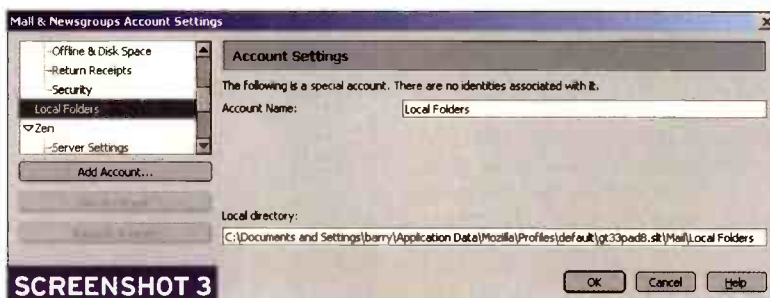 Mail & Newsgroups Account Settings
Offline & Disk Space
Return Receipts
Security
Local Folders
Zen
Server Settings
Add Account...
Account Settings
The following is a special account. There are no identities associated with it.
Account Name:
Local Folders
Local directory:
C:\Documents and Settings\barry\Application Data\Mozilla\Profiles\default\gt33pad8.slt\Mail\Local Folders
OK
Cancel
Help
SCREENSHOT 3